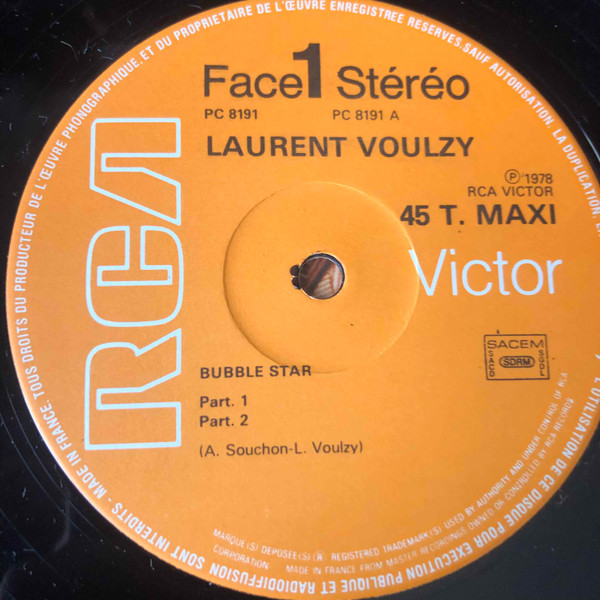 Face 1 Stéréo
PC 8191 PC 8191 A
LAURENT VOULZY
Ⓟ 1978
RCA VICTOR
45 T. MAXI
RCA Victor
BUBBLE STAR
Part. 1
Part. 2
(A. Souchon-L. Voulzy)
SACEM
SACD SDRM SGDL
MADE IN FRANCE. TOUS DROITS DU PRODUCTEUR DE L'ŒUVRE PHONOGRAPHIQUE. ET DU PROPRIETAIRE DE L'ŒUVRE ENREGISTREE RESERVES. SAUF AUTORISATION, LA DUPLICATION,
L'UTILISATION DE CE DISQUE POUR EXECUTION PUBLIQUE ET RADIODIFFUSION SONT INTERDITS -
MARQUE(S) DEPOSEE(S) ® REGISTERED TRADEMARK(S) USED BY AUTHORITY AND UNDER CONTROL OF RCA
CORPORATION MADE IN FRANCE FROM MASTER RECORDINGS OWNED OR CONTROLLED BY RCA RECORDS